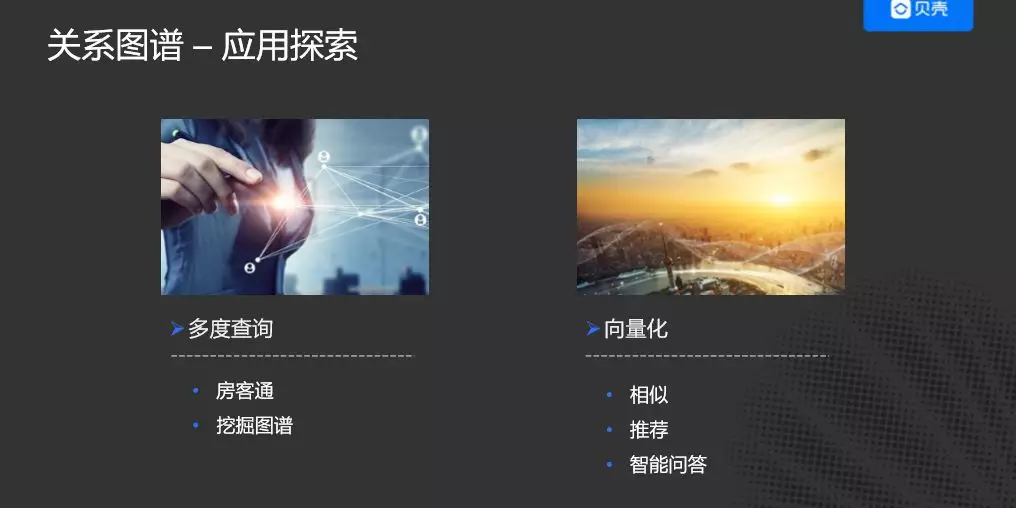 贝壳
关系图谱 – 应用探索
多度查询
房客通
挖掘图谱
向量化
相似
推荐
智能问答